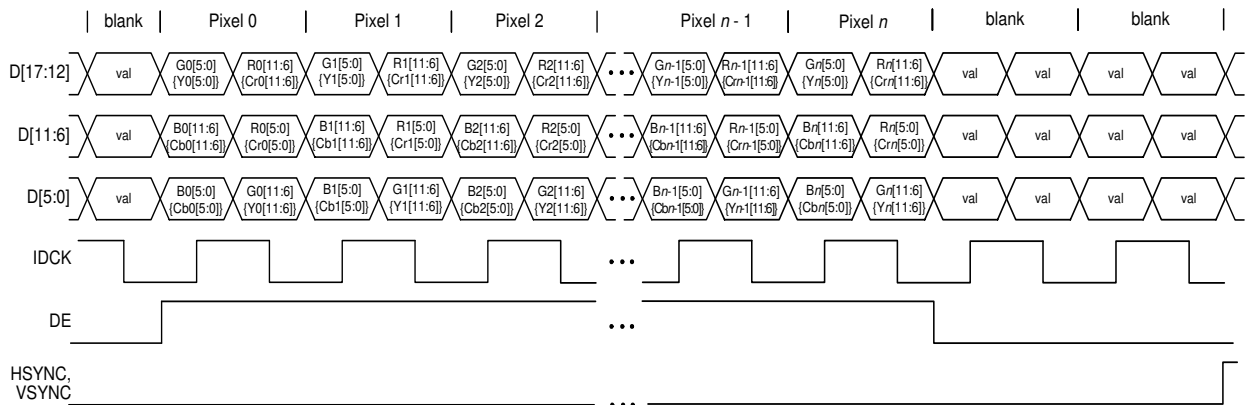 blank Pixel 0 Pixel 1 Pixel 2 Pixel n - 1 Pixel n blank blank
D[17:12] val G0[5:0] R0[11:6] G1[5:0] R1[11:6] G2[5:0] R2[11:6] ••• Gn-1[5:0] Rn-1[11:6] Gn[5:0] Rn[11:6] val val val val
{Y0[5:0]} {Cr0[11:6]} {Y1[5:0]} {Cr1[11:6]} {Y2[5:0]} {Cr2[11:6]} {Yn-1[5:0]} {Crn-1[11:6]} {Yn[5:0]} {Crn[11:6]}
D[11:6] val B0[11:6] R0[5:0] B1[11:6] R1[5:0] B2[11:6] R2[5:0] ••• Bn-1[11:6] Rn-1[5:0] Bn[11:6] Rn[5:0] val val val val
{Cb0[11:6]} {Cr0[5:0]} {Cb1[11:6]} {Cr1[5:0]} {Cb2[11:6]} {Cr2[5:0]} {Cbn-1[11:6]} {Crn-1[5:0]} {Cbn[11:6]} {Crn[5:0]}
D[5:0] val B0[5:0] G0[11:6] B1[5:0] G1[11:6] B2[5:0] G2[11:6] ••• Bn-1[5:0] Gn-1[11:6] Bn[5:0] Gn[11:6] val val val val
{Cb0[5:0]} {Y0[11:6]} {Cb1[5:0]} {Y1[11:6]} {Cb2[5:0]} {Y2[11:6]} {Cbn-1[5:0]} {Yn-1[11:6]} {Cbn[5:0]} {Yn[11:6]}
IDCK •••
DE •••
HSYNC,
VSYNC •••